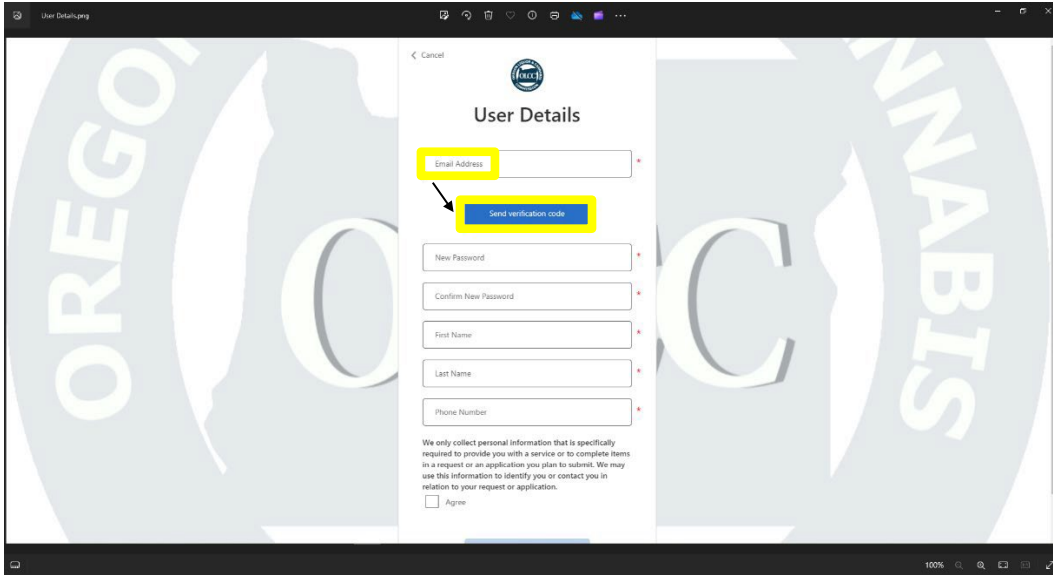 User Details.png
Cancel
OLCC
User Details
Email Address *
Send verification code
New Password *
Confirm New Password *
First Name *
Last Name *
Phone Number *
We only collect personal information that is specifically
required to provide you with a service or to complete items
in a request or an application you plan to submit. We may
use this information to identify you or contact you in
relation to your request or application.
Agree
OREGO
O
C
NNABIS
100%